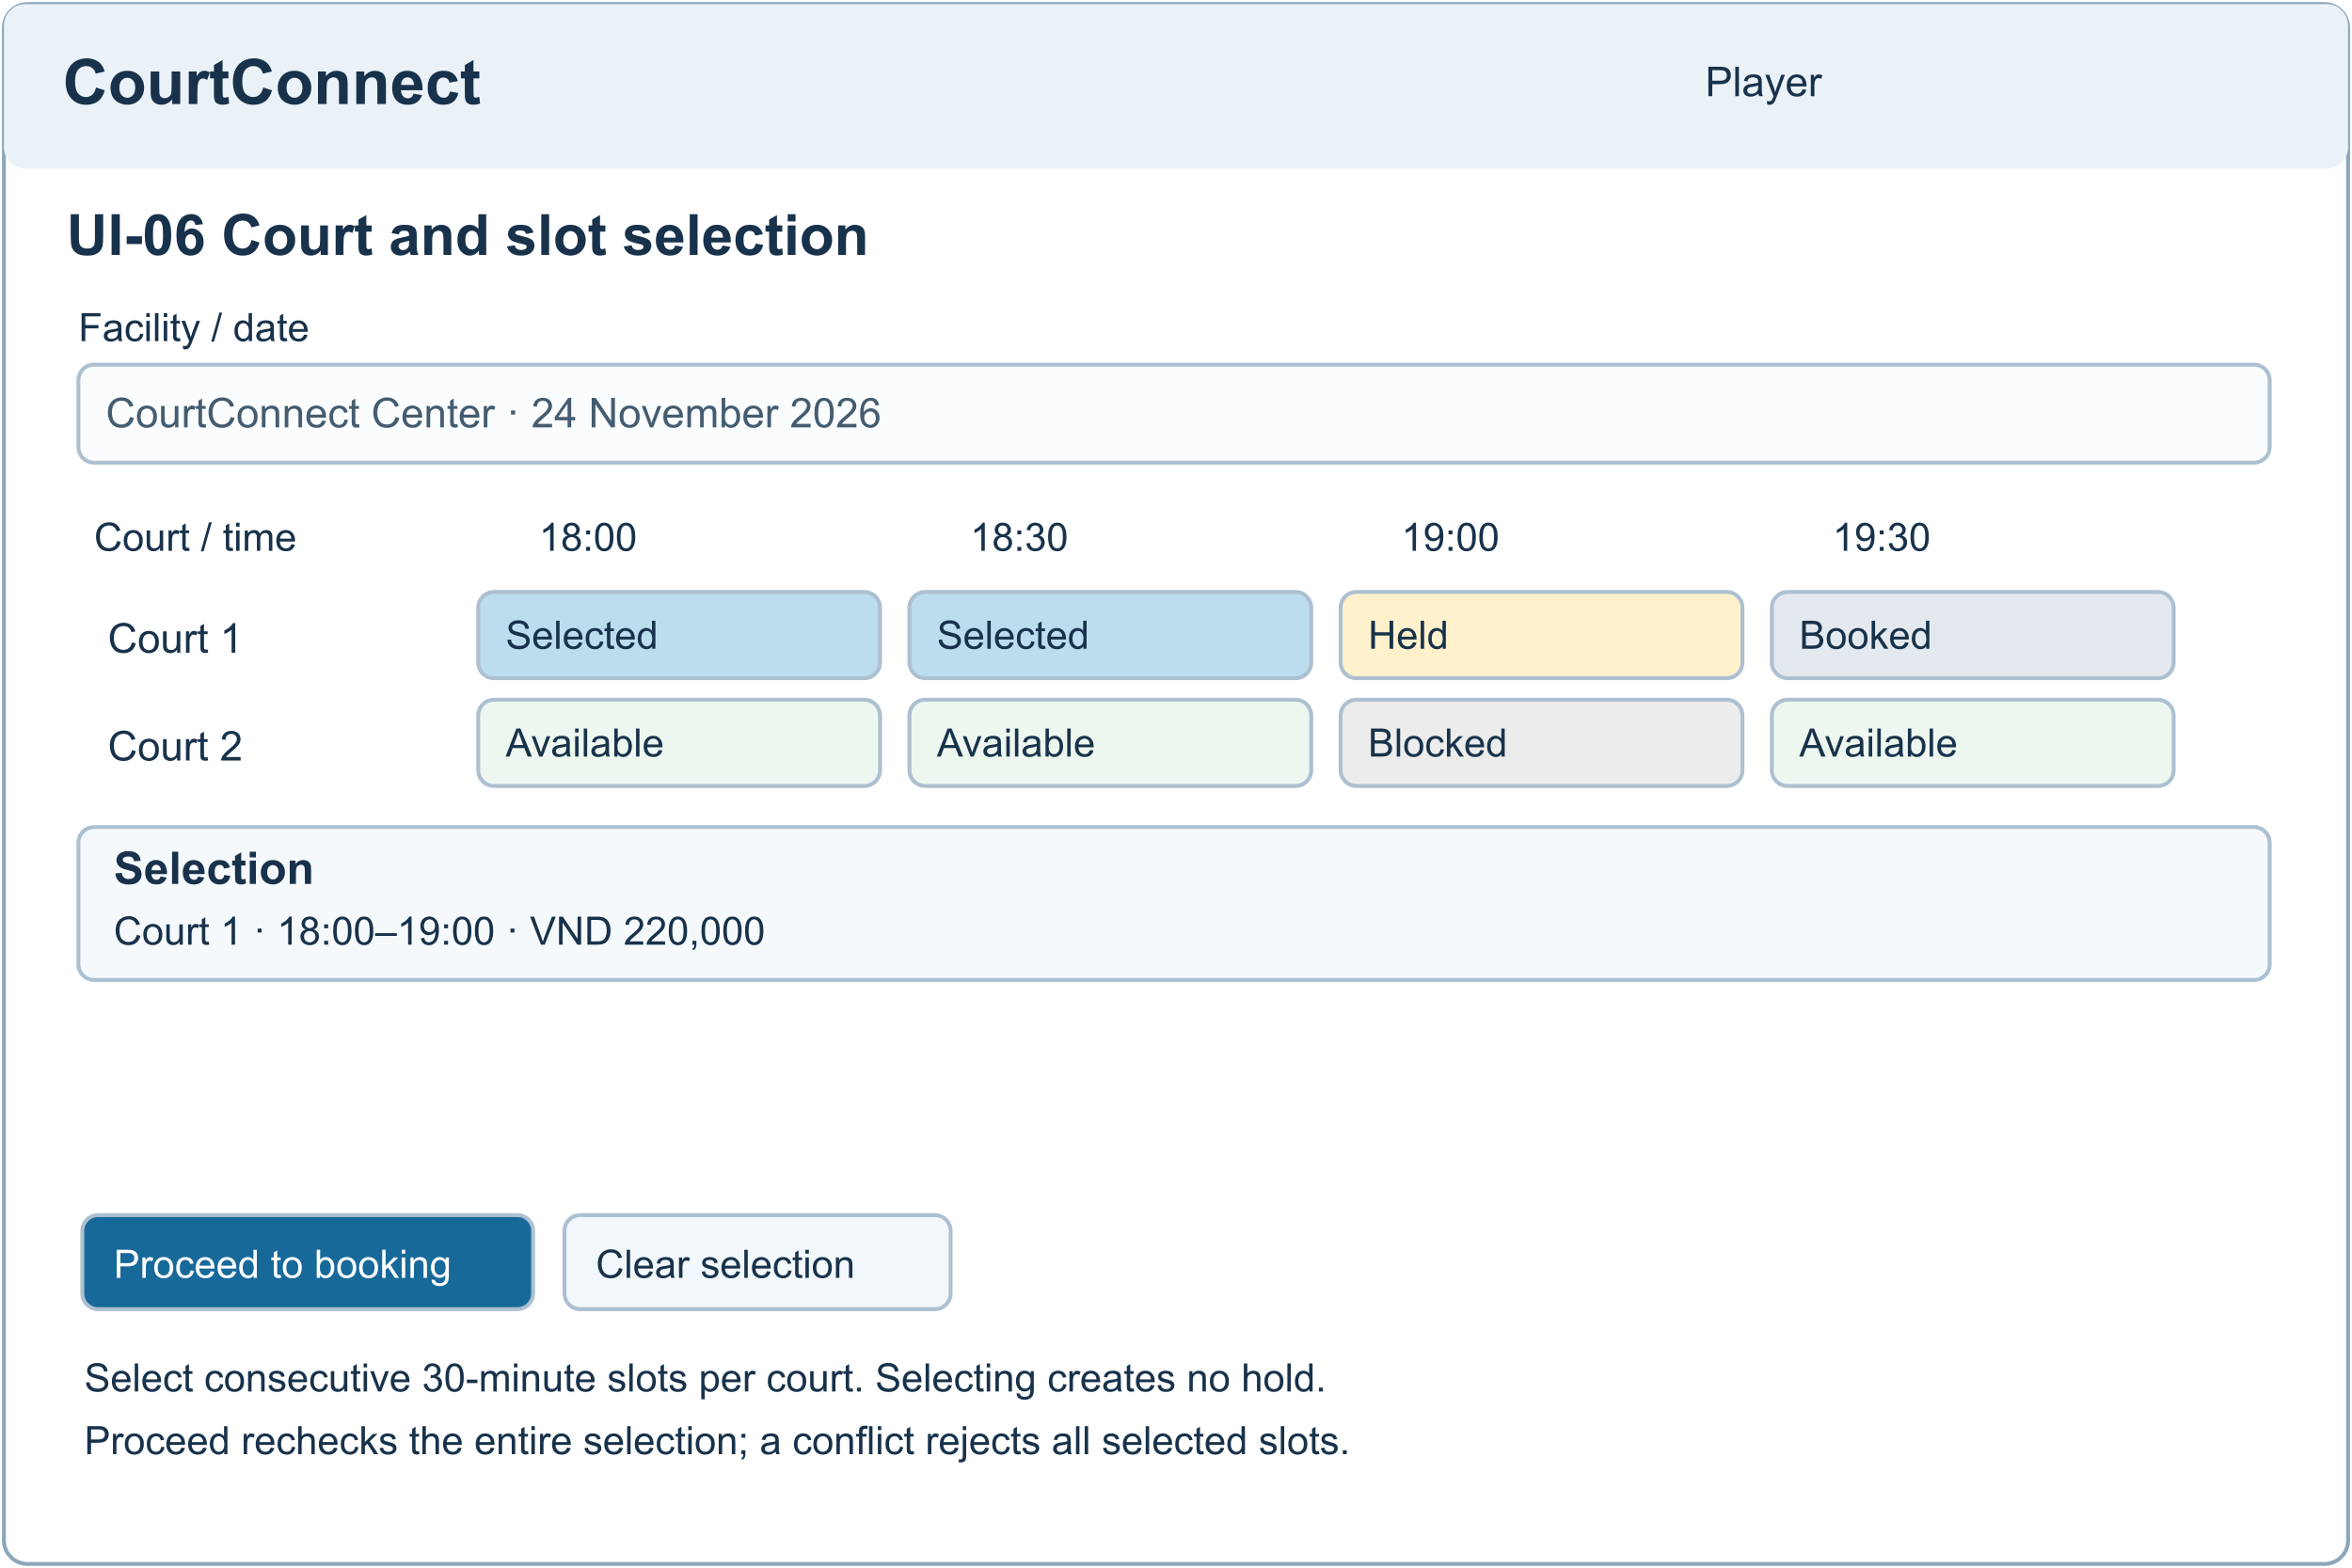 CourtConnect
Player
UI-06 Court and slot selection
Facility / date
CourtConnect Center · 24 November 2026
Court / time 18:00 18:30 19:00 19:30
Court 1 Selected Selected Held Booked
Court 2 Available Available Blocked Available
Selection
Court 1 · 18:00–19:00 · VND 220,000
Proceed to booking Clear selection
Select consecutive 30-minute slots per court. Selecting creates no hold.
Proceed rechecks the entire selection; a conflict rejects all selected slots.